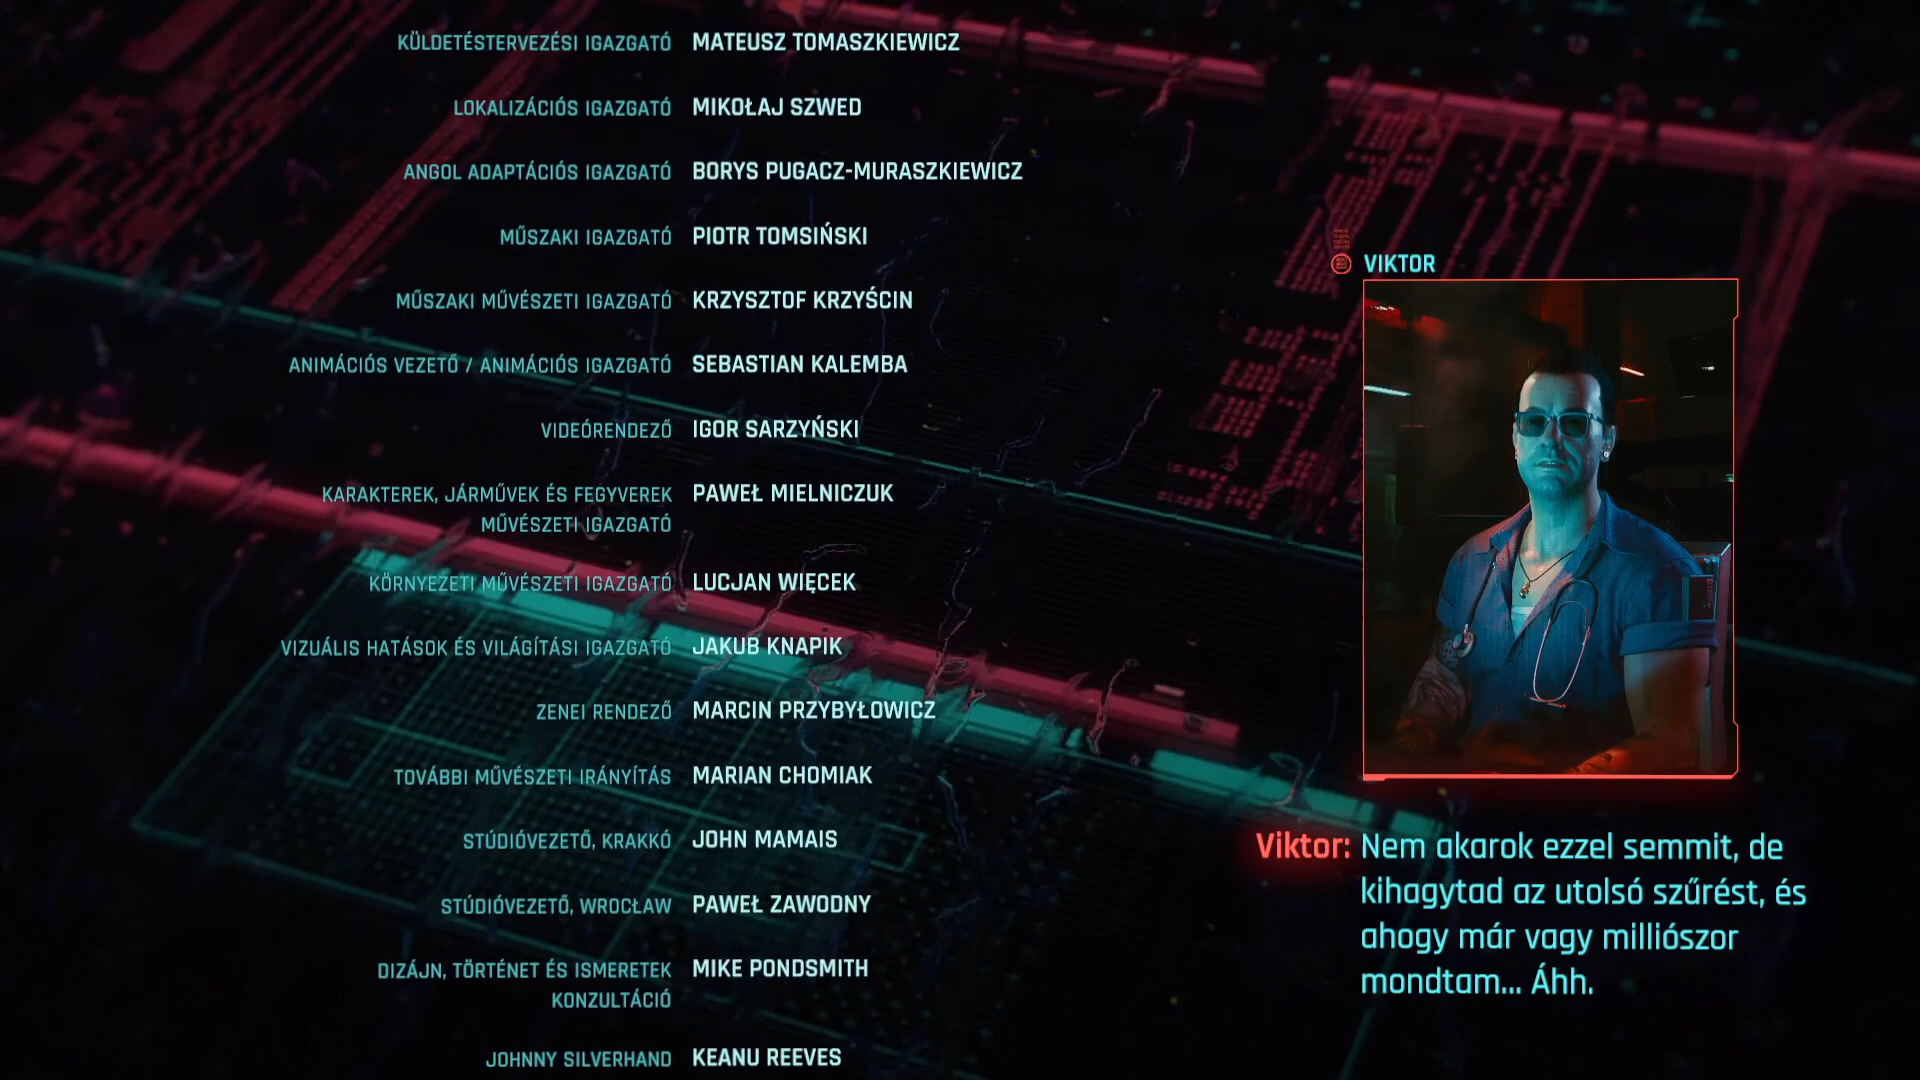 KÜLDETÉSTERVEZÉSI IGAZGATÓ MATEUSZ TOMASZKIEWICZ
LOKALIZÁCIÓS IGAZGATÓ MIKOŁAJ SZWED
ANGOL ADAPTÁCIÓS IGAZGATÓ BORYS PUGACZ-MURASZKIEWICZ
MŰSZAKI IGAZGATÓ PIOTR TOMSIŃSKI
MŰSZAKI MŰVÉSZETI IGAZGATÓ KRZYSZTOF KRZYŚCIN
ANIMÁCIÓS VEZETŐ / ANIMÁCIÓS IGAZGATÓ SEBASTIAN KALEMBA
VIDEÓRENDEZŐ IGOR SARZYŃSKI
KARAKTEREK, JÁRMŰVEK ÉS FEGYVEREK PAWEŁ MIELNICZUK
MŰVÉSZETI IGAZGATÓ
KÖRNYEZETI MŰVÉSZETI IGAZGATÓ LUCJAN WIĘCEK
VIZUÁLIS HATÁSOK ÉS VILÁGÍTÁSI IGAZGATÓ JAKUB KNAPIK
ZENEI RENDEZŐ MARCIN PRZYBYŁOWICZ
TOVÁBBI MŰVÉSZETI IRÁNYÍTÁS MARIAN CHOMIAK
STÚDIÓVEZETŐ, KRAKKÓ JOHN MAMAIS
STÚDIÓVEZETŐ, WROCŁAW PAWEŁ ZAWODNY
DIZÁJN, TÖRTÉNET ÉS ISMERETEK MIKE PONDSMITH
KONZULTÁCIÓ
JOHNNY SILVERHAND KEANU REEVES
VIKTOR
Viktor: Nem akarok ezzel semmit, de
kihagytad az utolsó szűrést, és
ahogy már vagy milliószor
mondtam... Áhh.